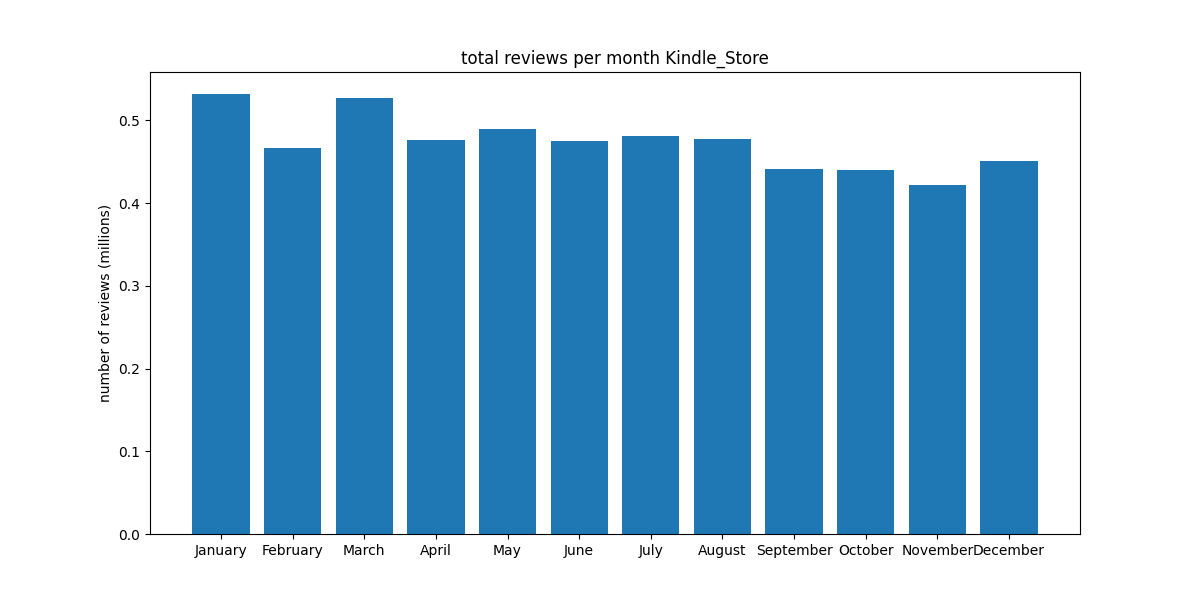 total reviews per month Kindle_Store
number of reviews (millions)
0.5
0.4
0.3
0.2
0.1
0.0
January February March April May June July August September October November December